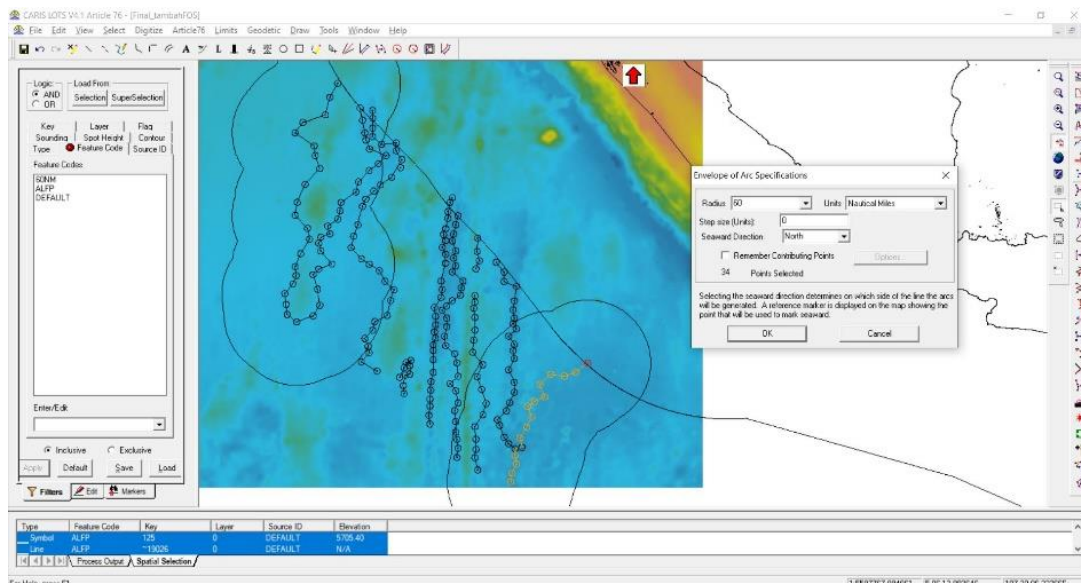 CARIS LOTS V4.1 Article 76 - [Final_tambahFOS]
File Edit View Select Digitize Article76 Limits Geodetic Draw Tools Window Help
Logic:
AND
OR
Load From
Selection
SuperSelection
Key Layer Flag
Sounding Spot Height Contour
Type Feature Code Source ID
Feature Codes
60NM
ALFP
DEFAULT
Enter/Edit
Inclusive Exclusive
Apply Default Save Load
Filters Edit Markers
Envelope of Arc Specifications
Radius 60 Units Nautical Miles
Step size (Units): 0
Seaward Direction North
Remember Contributing Points Options...
34 Points Selected
Selecting the seaward direction determines on which side of the line the arcs
will be generated. A reference marker is displayed on the map showing the
point that will be used to mark seaward.
OK Cancel
Type Feature Code Key Layer Source ID Elevation
Symbol ALFP 125 0 DEFAULT 5705.40
Line ALFP ~19026 0 DEFAULT N/A
Process Output Spatial Selection